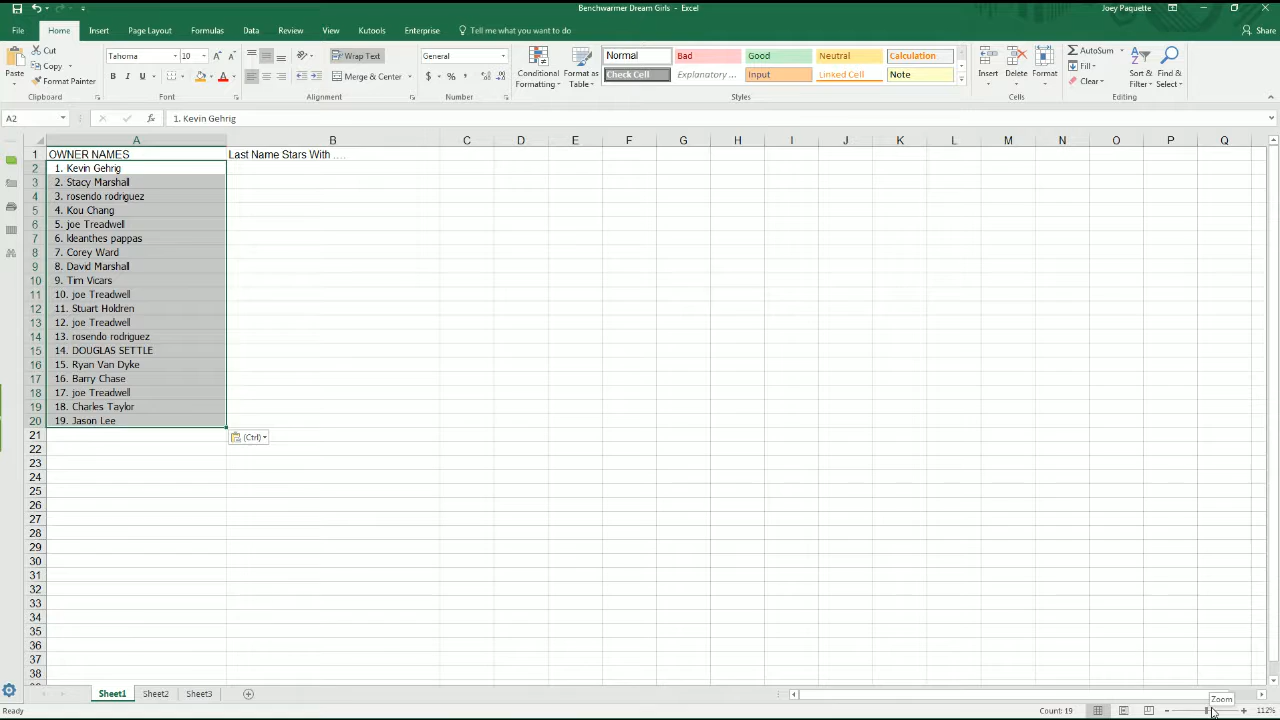 Benchwarmer Dream Girls - Excel
Joey Paquette
File Home Insert Page Layout Formulas Data Review View Kutools Enterprise Tell me what you want to do Share
Paste
Cut
Copy
Format Painter
Clipboard
Tahoma 10
B I U
Font
Wrap Text
Merge & Center
Alignment
General
$ % ,
Number
Conditional Formatting
Format as Table
Normal Bad Good Neutral Calculation
Check Cell Explanatory ... Input Linked Cell Note
Styles
Insert Delete Format
Cells
AutoSum
Fill
Clear
Sort & Filter
Find & Select
Editing
A2 fx 1. Kevin Gehrig
A B C D E F G H I J K L M N O P Q
1 OWNER NAMES Last Name Stars With ....
2 1. Kevin Gehrig
3 2. Stacy Marshall
4 3. rosendo rodriguez
5 4. Kou Chang
6 5. joe Treadwell
7 6. kleanthes pappas
8 7. Corey Ward
9 8. David Marshall
10 9. Tim Vicars
11 10. joe Treadwell
12 11. Stuart Holdren
13 12. joe Treadwell
14 13. rosendo rodriguez
15 14. DOUGLAS SETTLE
16 15. Ryan Van Dyke
17 16. Barry Chase
18 17. joe Treadwell
19 18. Charles Taylor
20 19. Jason Lee
21
(Ctrl)
22
23
24
25
26
27
28
29
30
31
32
33
34
35
36
37
38
Sheet1 Sheet2 Sheet3
Zoom
Ready Count: 19 112%